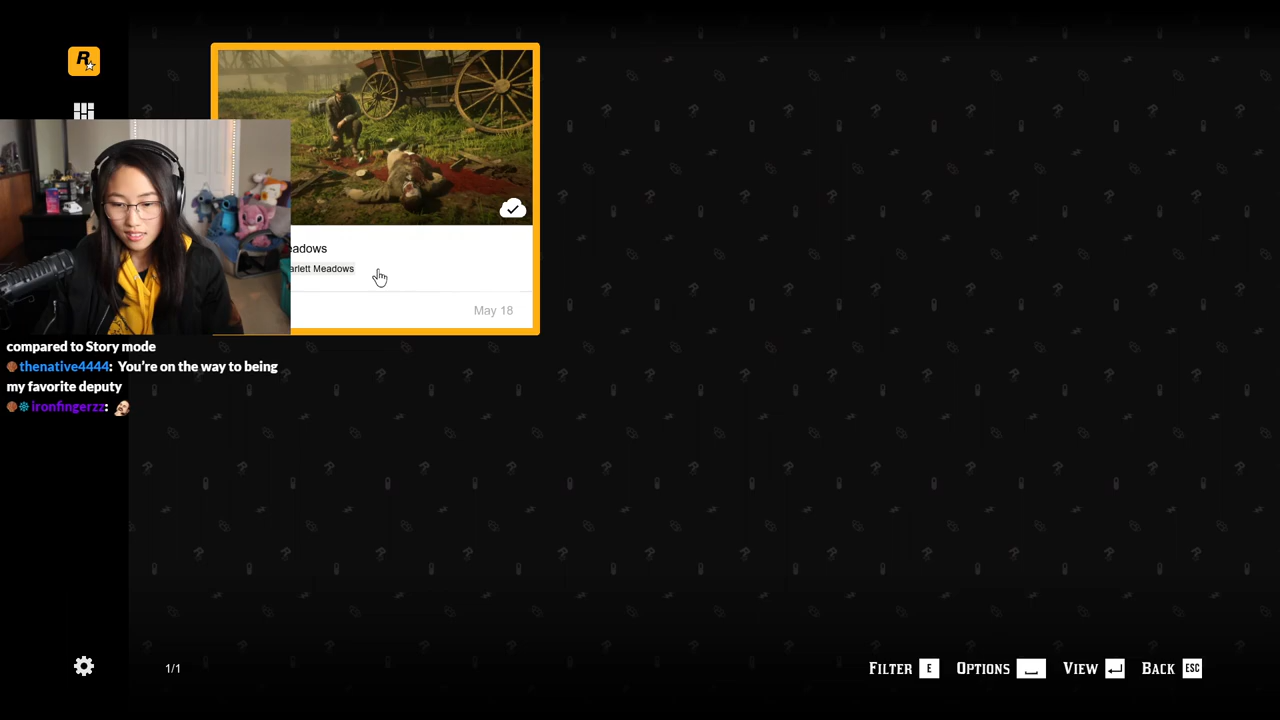 R
eadows
arlett Meadows
May 18
compared to Story mode
thenative4444: You're on the way to being
my favorite deputy
ironfingerzz:
1/1
FILTER E OPTIONS VIEW BACK ESC